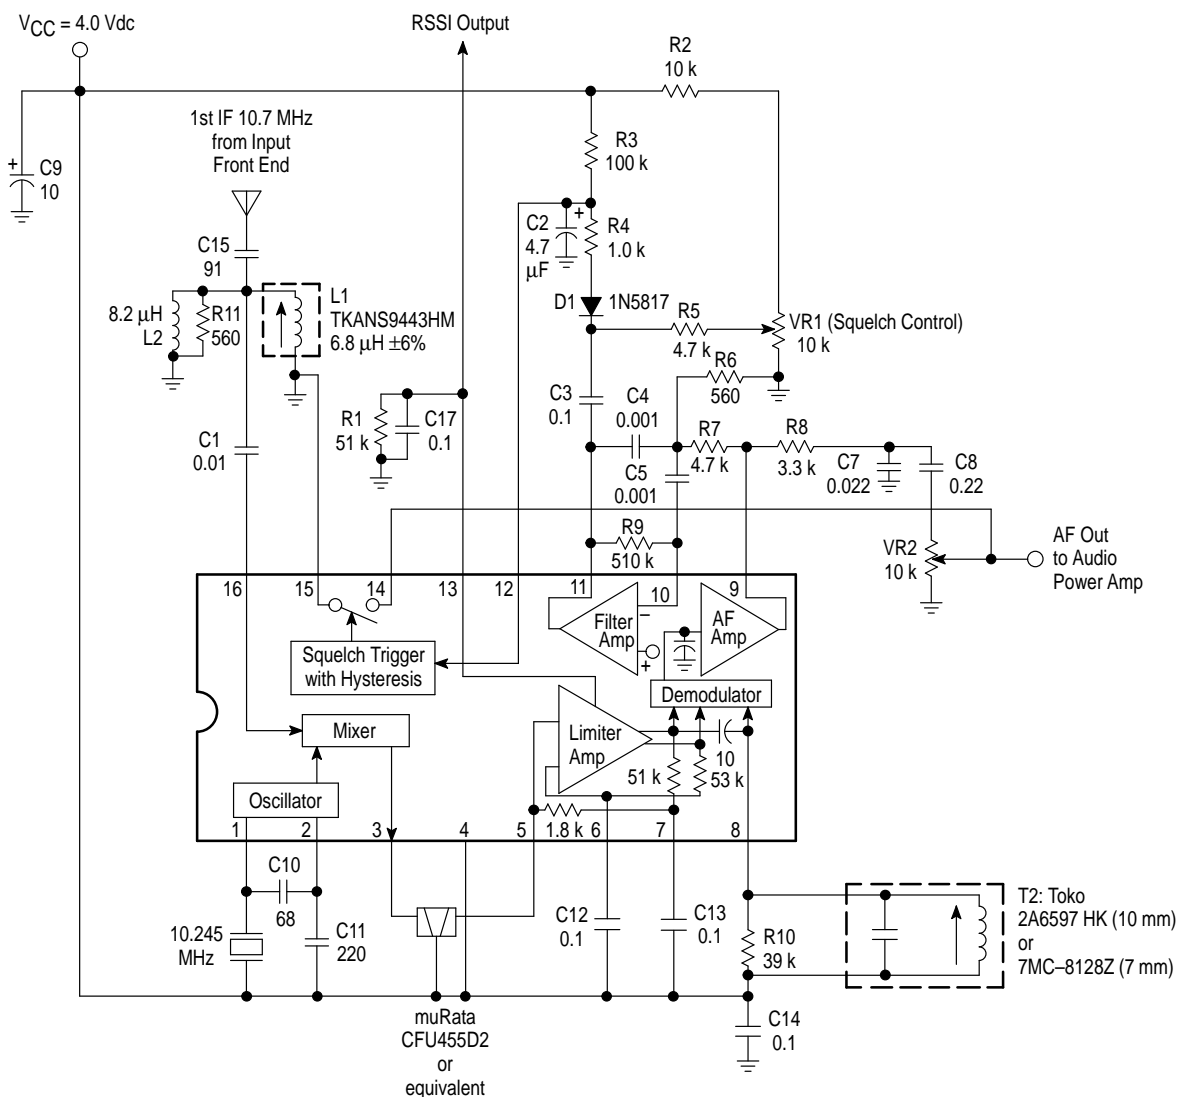 VCC = 4.0 Vdc
RSSI Output
R2
10 k
1st IF 10.7 MHz
from Input
Front End
+
C9
10
R3
100 k
C2
4.7
µF
+
R4
1.0 k
C15
91
8.2 µH
L2
R11
560
L1
TKANS9443HM
6.8 µH ±6%
D1
1N5817
R5
4.7 k
VR1 (Squelch Control)
10 k
R6
560
C3
0.1
C4
0.001
R1
51 k
C17
0.1
C1
0.01
R7
4.7 k
R8
3.3 k
C5
0.001
C7
0.022
C8
0.22
R9
510 k
VR2
10 k
AF Out
to Audio
Power Amp
16
15
14
13
12
11
10
9
Filter
Amp
–
+
AF
Amp
Squelch Trigger
with Hysteresis
Demodulator
Mixer
Limiter
Amp
10
51 k
53 k
Oscillator
1.8 k
1
2
3
4
5
6
7
8
C10
68
10.245
MHz
C11
220
C12
0.1
C13
0.1
R10
39 k
T2: Toko
2A6597 HK (10 mm)
or
7MC–8128Z (7 mm)
muRata
CFU455D2
or
equivalent
C14
0.1